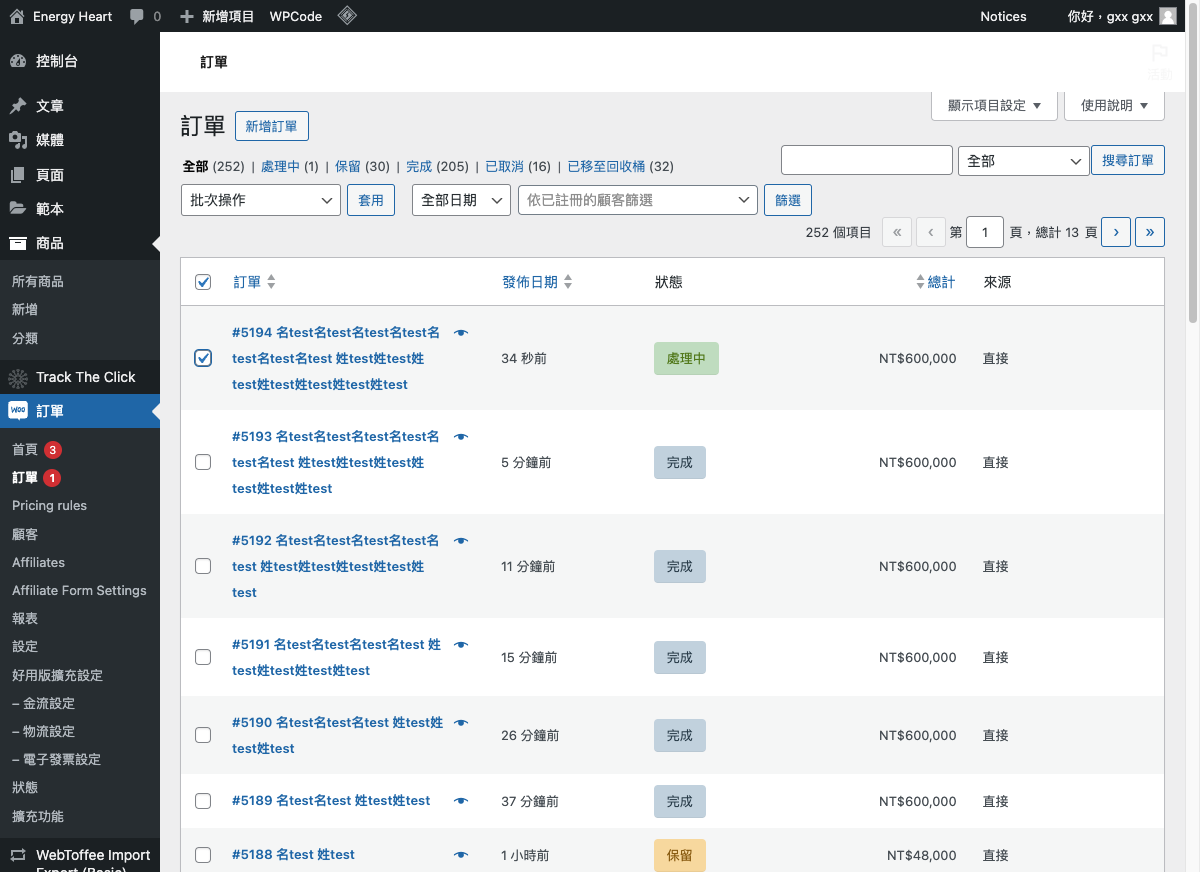 Energy Heart 0 新增項目 WPCode Notices 你好，gxx gxx
控制台
文章
媒體
頁面
範本
商品
所有商品
新增
分類
Track The Click
訂單
首頁 3
訂單 1
Pricing rules
顧客
Affiliates
Affiliate Form Settings
報表
設定
好用版擴充設定
– 金流設定
– 物流設定
– 電子發票設定
狀態
擴充功能
WebToffee Import
Export (Basic)
訂單
活動
顯示項目設定 ▼ 使用說明 ▼
訂單 新增訂單
全部 (252) | 處理中 (1) | 保留 (30) | 完成 (205) | 已取消 (16) | 已移至回收桶 (32)
全部 搜尋訂單
批次操作 套用 全部日期 依已註冊的顧客篩選 篩選
252 個項目 « ‹ 第 1 頁，總計 13 頁 › »
訂單 發佈日期 狀態 總計 來源
#5194 名test名test名test名test名
test名test名test 姓test姓test姓
test姓test姓test姓test姓test
34 秒前 處理中 NT$600,000 直接
#5193 名test名test名test名test名
test名test 姓test姓test姓test姓
test姓test姓test
5 分鐘前 完成 NT$600,000 直接
#5192 名test名test名test名test名
test 姓test姓test姓test姓test姓
test
11 分鐘前 完成 NT$600,000 直接
#5191 名test名test名test名test 姓
test姓test姓test姓test
15 分鐘前 完成 NT$600,000 直接
#5190 名test名test名test 姓test姓
test姓test
26 分鐘前 完成 NT$600,000 直接
#5189 名test名test 姓test姓test 37 分鐘前 完成 NT$600,000 直接
#5188 名test 姓test 1 小時前 保留 NT$48,000 直接